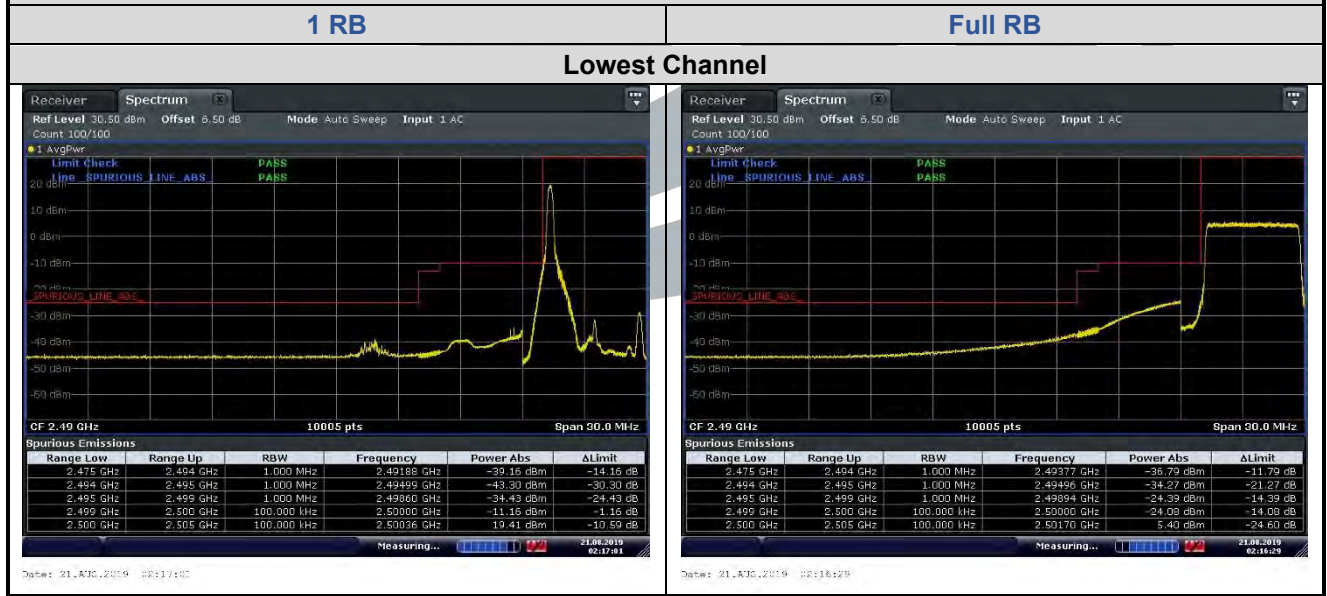 1 RB
Full RB
Lowest Channel
Receiver Spectrum
Ref Level 30.50 dBm Offset 6.50 dB Mode Auto Sweep Input 1 AC
Count 100/100
1 AvgPwr
Limit Check PASS
Line _SPURIOUS_LINE_ABS_ PASS
20 dBm
10 dBm
0 dBm
-10 dBm
-20 dBm
_SPURIOUS_LINE_ABS_
-30 dBm
-40 dBm
-50 dBm
-60 dBm
CF 2.49 GHz 10005 pts Span 30.0 MHz
Spurious Emissions
Range Low Range Up RBW Frequency Power Abs ΔLimit
2.475 GHz 2.494 GHz 1.000 MHz 2.49188 GHz -39.16 dBm -14.16 dB
2.494 GHz 2.495 GHz 1.000 MHz 2.49499 GHz -43.30 dBm -30.30 dB
2.495 GHz 2.499 GHz 1.000 MHz 2.49860 GHz -34.43 dBm -24.43 dB
2.499 GHz 2.500 GHz 100.000 kHz 2.50000 GHz -11.16 dBm -1.16 dB
2.500 GHz 2.505 GHz 100.000 kHz 2.50036 GHz 19.41 dBm -10.59 dB
Measuring... 21.08.2019
02:17:01
Date: 21.AUG.2019 02:17:01
Receiver Spectrum
Ref Level 30.50 dBm Offset 6.50 dB Mode Auto Sweep Input 1 AC
Count 100/100
1 AvgPwr
Limit Check PASS
Line _SPURIOUS_LINE_ABS_ PASS
20 dBm
10 dBm
0 dBm
-10 dBm
-20 dBm
_SPURIOUS_LINE_ABS_
-30 dBm
-40 dBm
-50 dBm
-60 dBm
CF 2.49 GHz 10005 pts Span 30.0 MHz
Spurious Emissions
Range Low Range Up RBW Frequency Power Abs ΔLimit
2.475 GHz 2.494 GHz 1.000 MHz 2.49377 GHz -36.79 dBm -11.79 dB
2.494 GHz 2.495 GHz 1.000 MHz 2.49496 GHz -34.27 dBm -21.27 dB
2.495 GHz 2.499 GHz 1.000 MHz 2.49894 GHz -24.39 dBm -14.39 dB
2.499 GHz 2.500 GHz 100.000 kHz 2.50000 GHz -24.08 dBm -14.08 dB
2.500 GHz 2.505 GHz 100.000 kHz 2.50170 GHz 5.40 dBm -24.60 dB
Measuring... 21.08.2019
02:16:29
Date: 21.AUG.2019 02:16:29